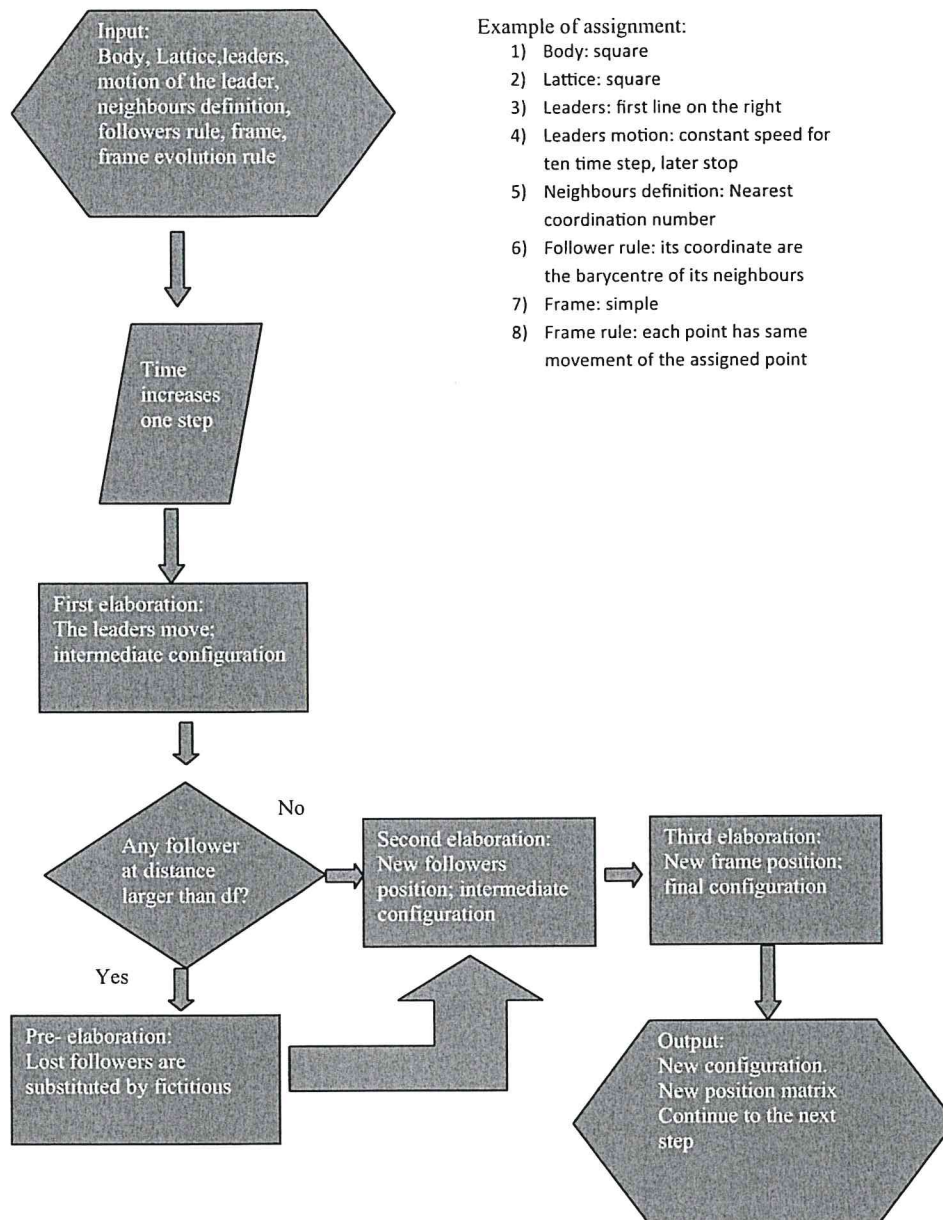 Input:
Body, Lattice,leaders,
motion of the leader,
neighbours definition,
followers rule, frame,
frame evolution rule
Example of assignment:
1) Body: square
2) Lattice: square
3) Leaders: first line on the right
4) Leaders motion: constant speed for
ten time step, later stop
5) Neighbours definition: Nearest
coordination number
6) Follower rule: its coordinate are
the barycentre of its neighbours
7) Frame: simple
8) Frame rule: each point has same
movement of the assigned point
Time
increases
one step
First elaboration:
The leaders move;
intermediate configuration
Any follower
at distance
larger than df?
No
Yes
Second elaboration:
New followers
position; intermediate
configuration
Third elaboration:
New frame position;
final configuration
Pre- elaboration:
Lost followers are
substituted by fictitious
Output:
New configuration.
New position matrix
Continue to the next
step